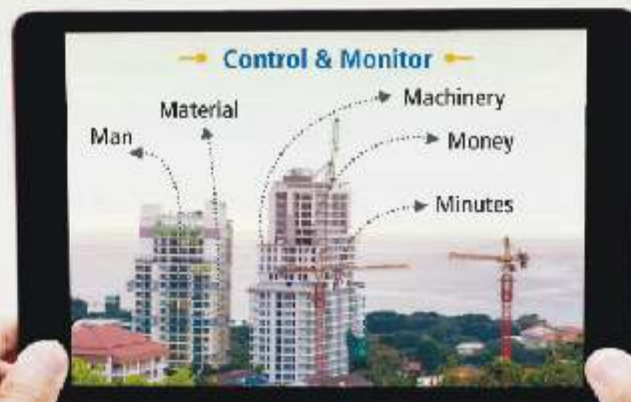 Control & Monitor
Material
Machinery
Man
Money
Minutes